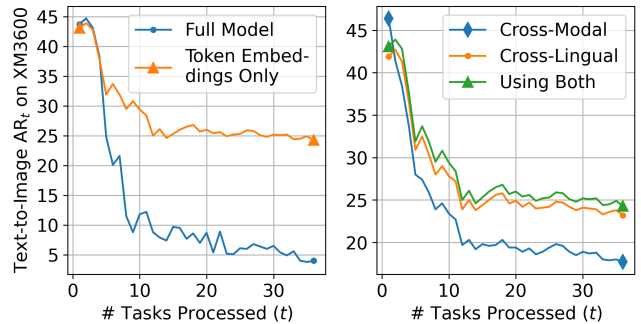 Text-to-Image ARt on XM3600
45
40
35
30
25
20
15
10
5
0
10
20
30
# Tasks Processed (t)
Full Model
Token Embed-
dings Only
45
40
35
30
25
20
0
10
20
30
# Tasks Processed (t)
Cross-Modal
Cross-Lingual
Using Both